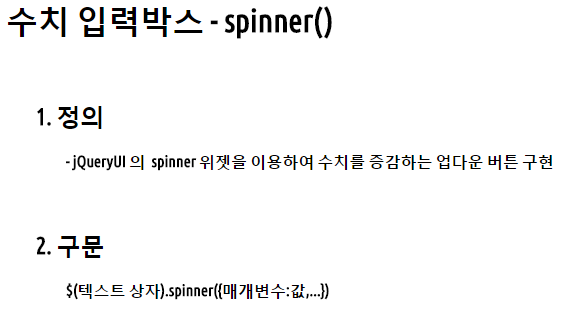 수치 입력박스 - spinner()
1. 정의
- jQueryUI 의 spinner 위젯을 이용하여 수치를 증감하는 업다운 버튼 구현
2. 구문
$(텍스트 상자).spinner({매개변수:값,...})